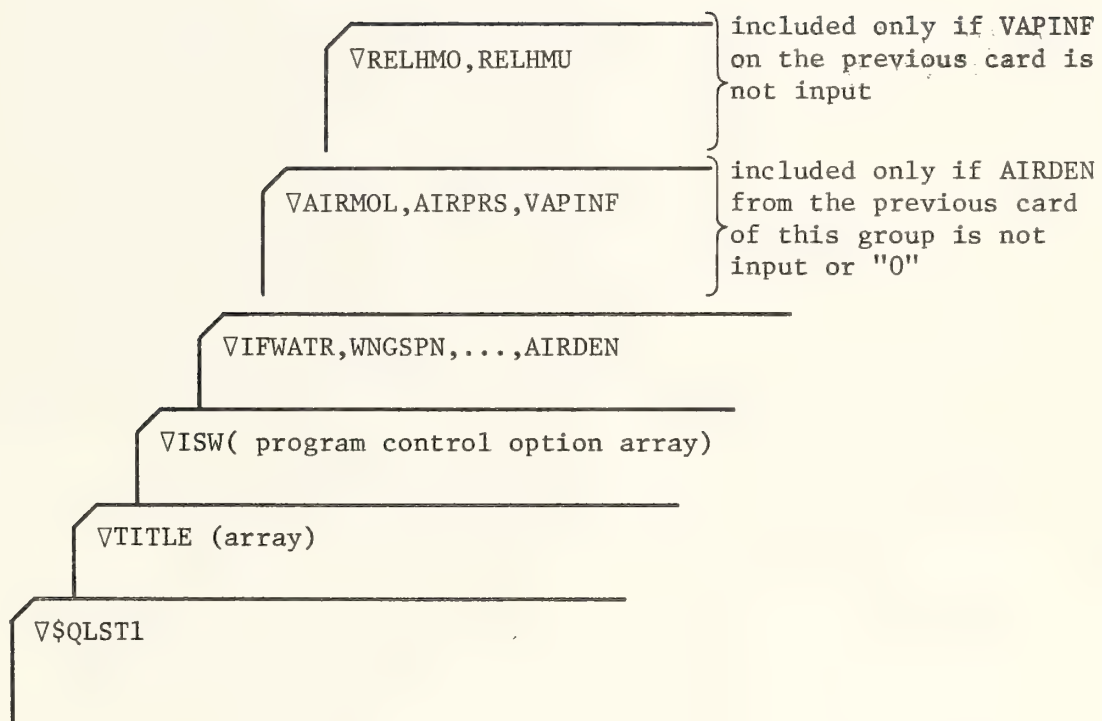 ∇RELHMO,RELHMU
included only if VAPINF
on the previous card is
not input
∇AIRMOL,AIRPRS,VAPINF
included only if AIRDEN
from the previous card
of this group is not
input or "0"
∇IFWATR,WNGSPN,...,AIRDEN
∇ISW( program control option array)
∇TITLE (array)
∇$QLST1